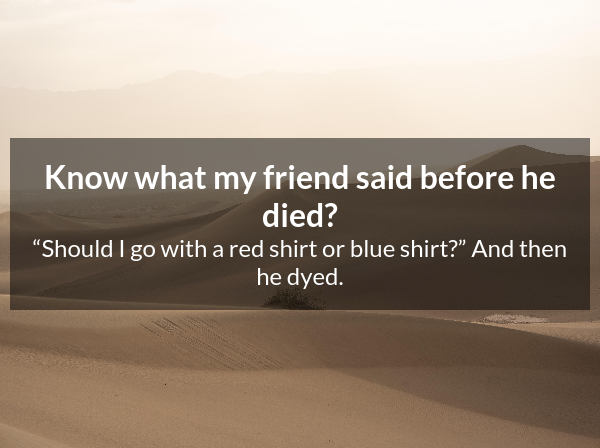 Know what my friend said before he
died?
“Should I go with a red shirt or blue shirt?” And then
he dyed.